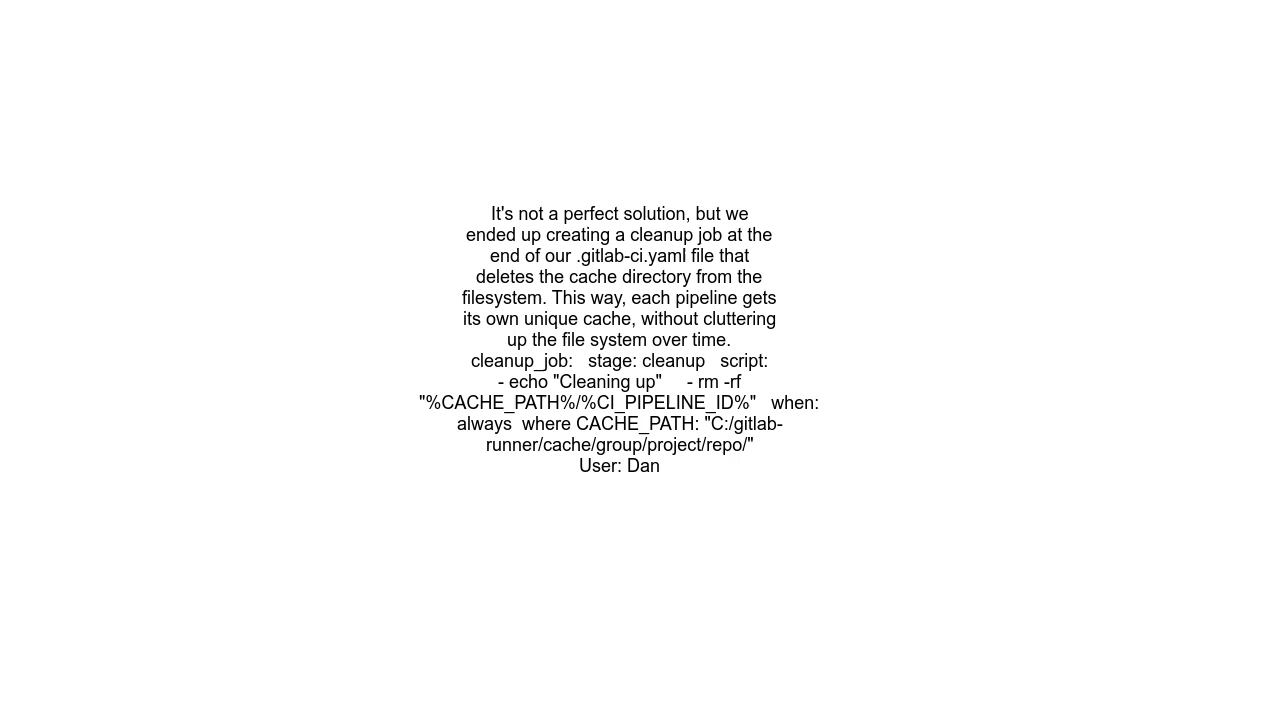 It's not a perfect solution, but we
ended up creating a cleanup job at the
end of our .gitlab-ci.yaml file that
deletes the cache directory from the
filesystem. This way, each pipeline gets
its own unique cache, without cluttering
up the file system over time.
cleanup_job:   stage: cleanup   script:
- echo "Cleaning up"     - rm -rf
"%CACHE_PATH%/%CI_PIPELINE_ID%"   when:
always  where CACHE_PATH: "C:/gitlab-
runner/cache/group/project/repo/"
User: Dan